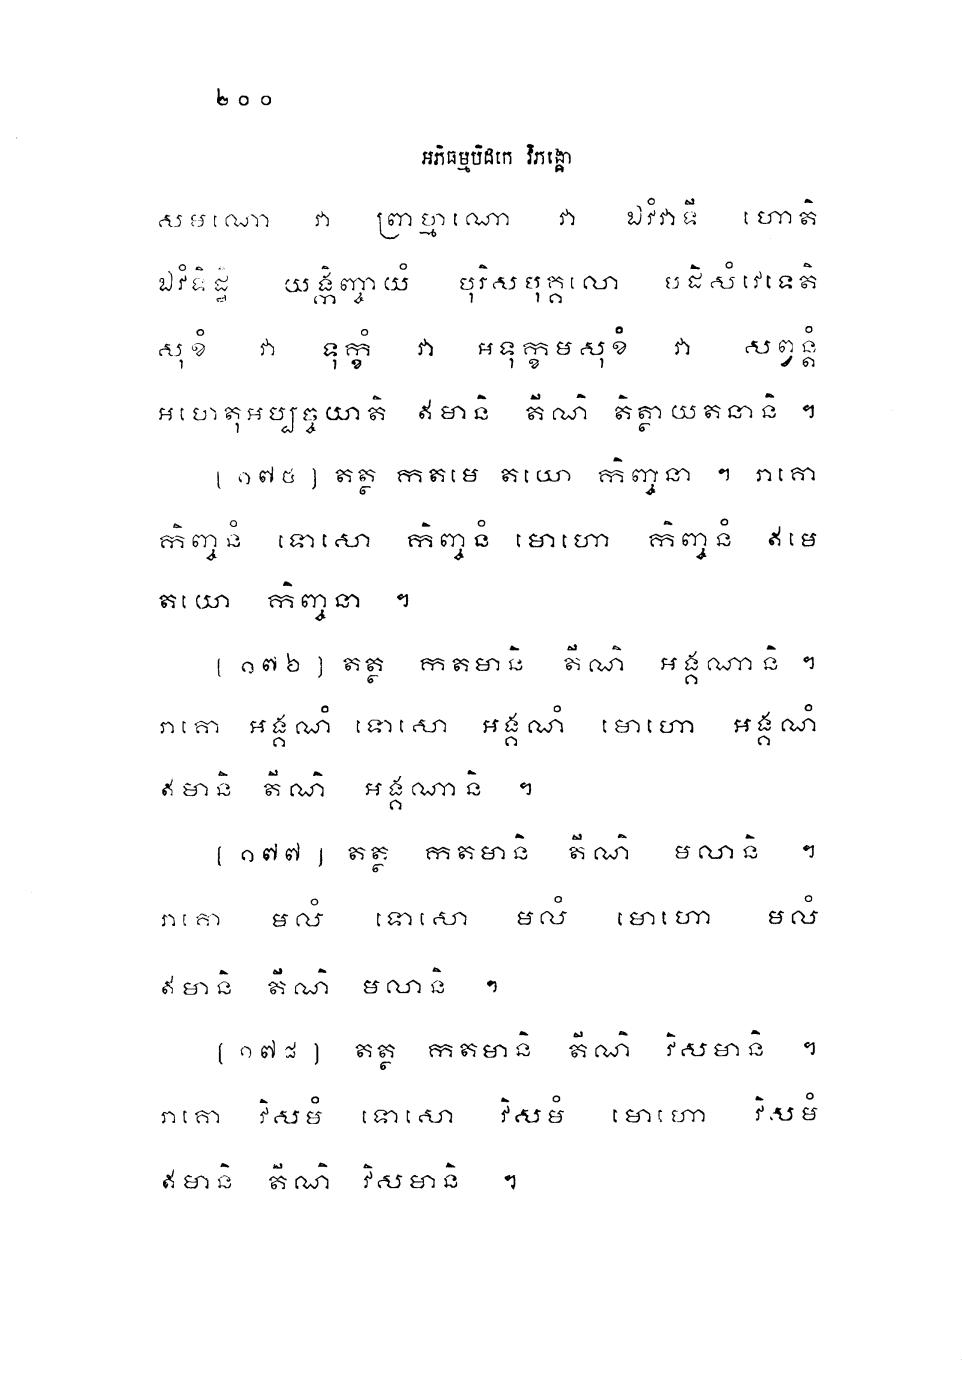 ២០០
អភិធម្មបិដកេ វិភង្គោ
សមណោ វា ព្រាហ្មណោ វា ឯវំវាទី ហោតិ
ឯវំទិដ្ឋិ យង្កិញ្ចាយំ បុរិសបុគ្គលោ បដិសំវេទេតិ
សុខំ វា ទុក្ខំ វា អទុក្ខមសុខំ វា សព្វន្តំ
អហេតុអប្បច្ចយាតិ ឥមានិ តីណិ តិត្ថាយតនានិ ។
[១៧៥] តត្ថ កតមេ តយោ កិញ្ចនា ។ រាគោ
កិញ្ចនំ ទោសោ កិញ្ចនំ មោហោ កិញ្ចនំ ឥមេ
តយោ កិញ្ចនា ។
[១៧៦] តត្ថ កតមានិ តីណិ អង្គណានិ ។
រាគោ អង្គណំ ទោសោ អង្គណំ មោហោ អង្គណំ
ឥមានិ តីណិ អង្គណានិ ។
[១៧៧] តត្ថ កតមានិ តីណិ មលានិ ។
រាគោ មលំ ទោសោ មលំ មោហោ មលំ
ឥមានិ តីណិ មលានិ ។
[១៧៨] តត្ថ កតមានិ តីណិ វិសមានិ ។
រាគោ វិសមំ ទោសោ វិសមំ មោហោ វិសមំ
ឥមានិ តីណិ វិសមានិ ។